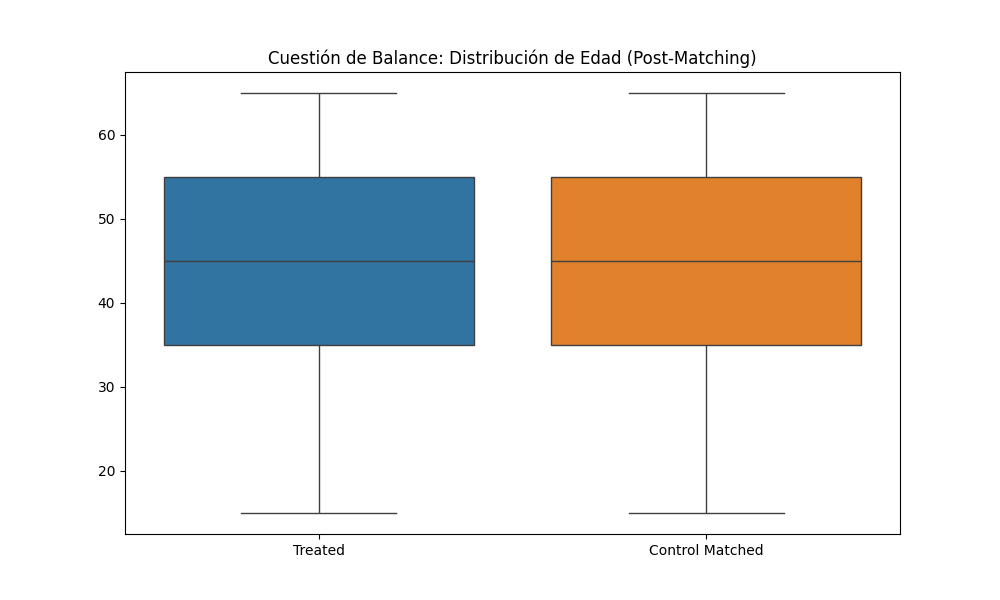 Cuestión de Balance: Distribución de Edad (Post-Matching)
60
50
40
30
20
Treated
Control Matched